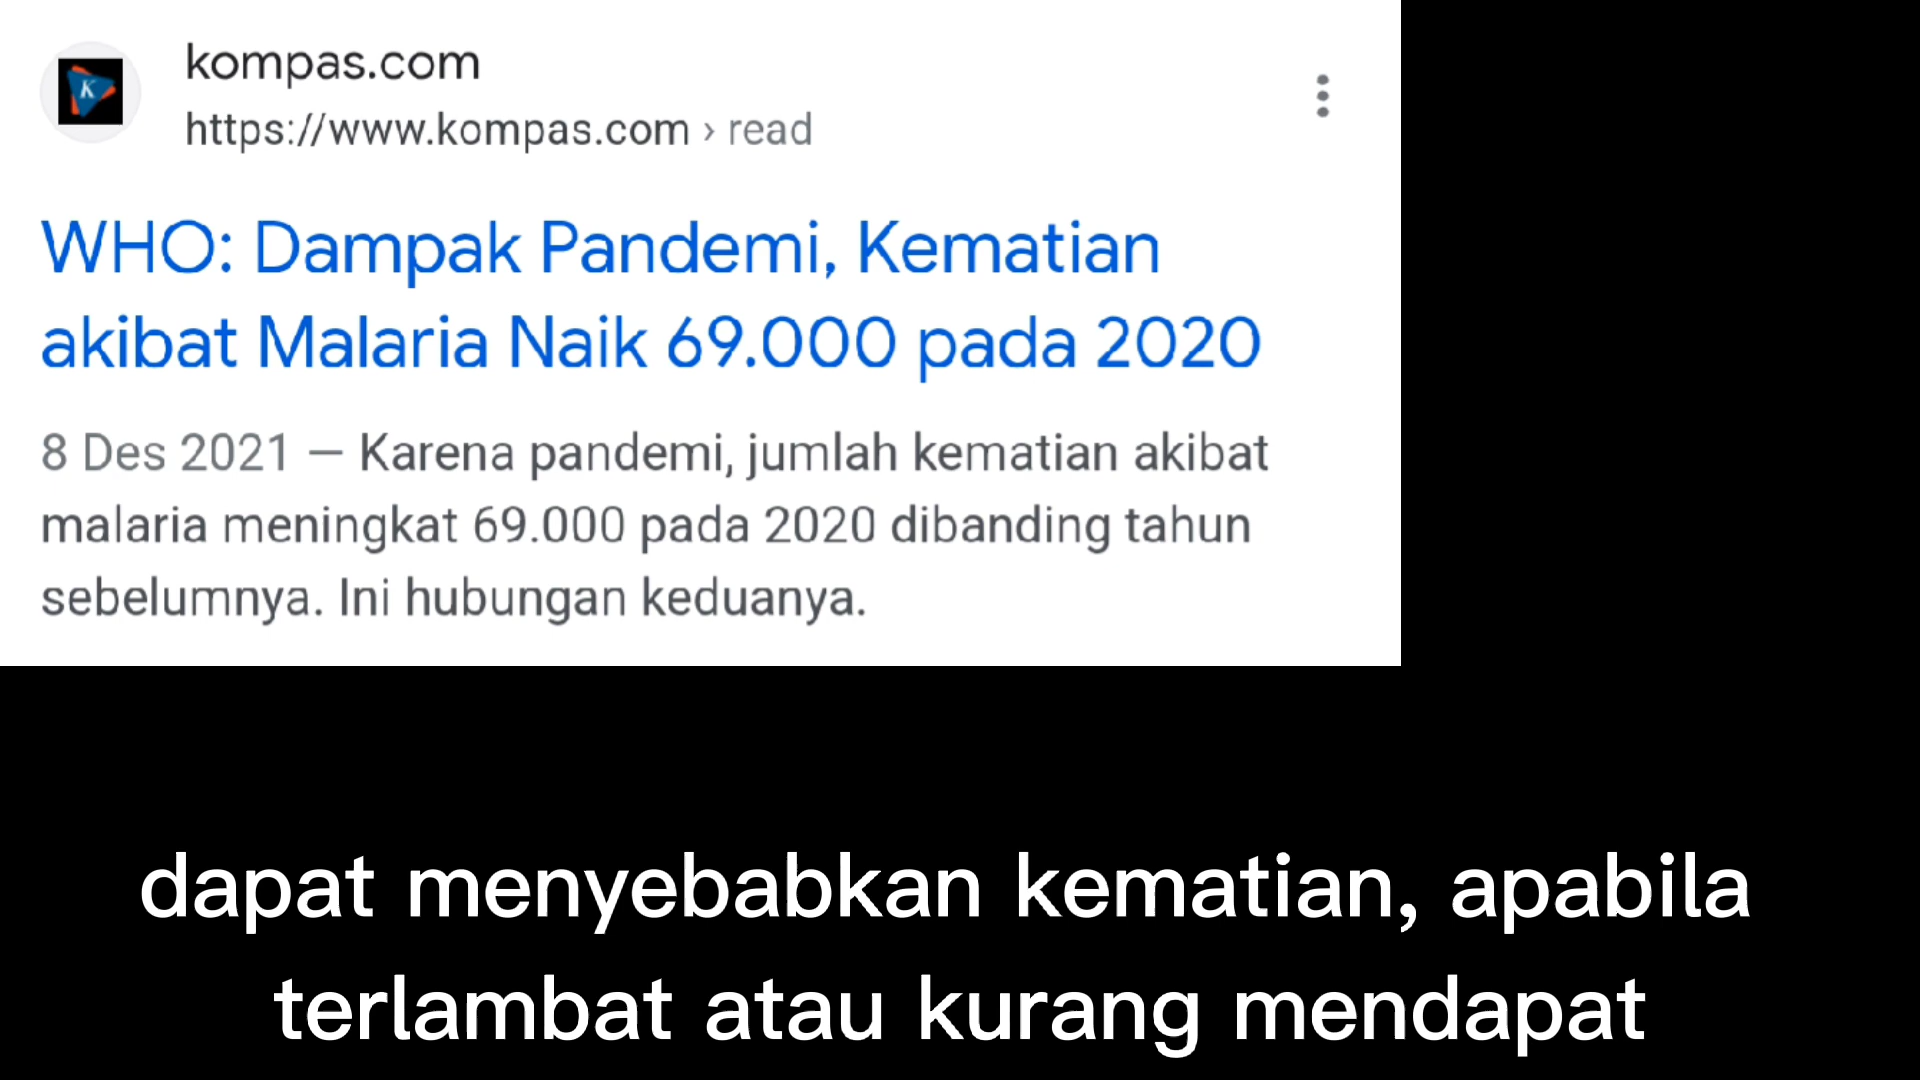 K
kompas.com
https://www.kompas.com › read
WHO: Dampak Pandemi, Kematian
akibat Malaria Naik 69.000 pada 2020
8 Des 2021 — Karena pandemi, jumlah kematian akibat
malaria meningkat 69.000 pada 2020 dibanding tahun
sebelumnya. Ini hubungan keduanya.
dapat menyebabkan kematian, apabila
terlambat atau kurang mendapat